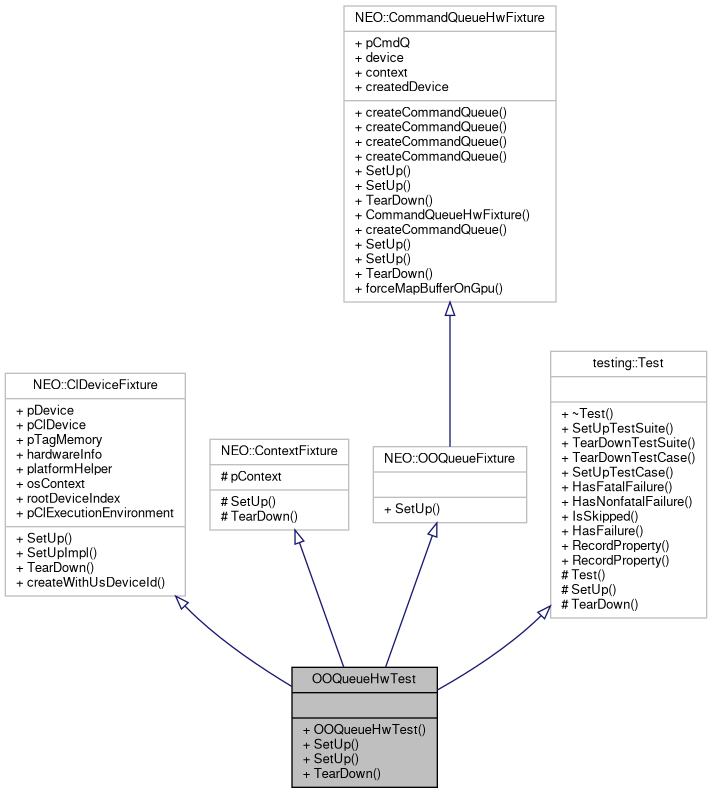 NEO::CommandQueueHwFixture
+ pCmdQ
+ device
+ context
+ createdDevice
+ createCommandQueue()
+ createCommandQueue()
+ createCommandQueue()
+ createCommandQueue()
+ SetUp()
+ SetUp()
+ TearDown()
+ CommandQueueHwFixture()
+ createCommandQueue()
+ SetUp()
+ SetUp()
+ TearDown()
+ forceMapBufferOnGpu()
NEO::ClDeviceFixture
+ pDevice
+ pClDevice
+ pTagMemory
+ hardwareInfo
+ platformHelper
+ osContext
+ rootDeviceIndex
+ pClExecutionEnvironment
+ SetUp()
+ SetUpImpl()
+ TearDown()
+ createWithUsDeviceId()
NEO::ContextFixture
# pContext
# SetUp()
# TearDown()
NEO::OOQueueFixture
+ SetUp()
testing::Test
+ ~Test()
+ SetUpTestSuite()
+ TearDownTestSuite()
+ TearDownTestCase()
+ SetUpTestCase()
+ HasFatalFailure()
+ HasNonfatalFailure()
+ IsSkipped()
+ HasFailure()
+ RecordProperty()
+ RecordProperty()
# Test()
# SetUp()
# TearDown()
OOQueueHwTest
+ OOQueueHwTest()
+ SetUp()
+ SetUp()
+ TearDown()